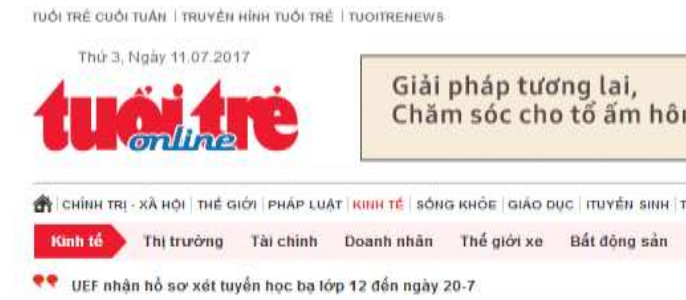 TUỔI TRẺ CUỐI TUẦN | TRUYỀN HÌNH TUỔI TRẺ | TUOITRENEWS
Thứ 3, Ngày 11.07.2017
tuổi trẻ
online
Giải pháp tương lai,
Chăm sóc cho tổ ấm hôm
CHÍNH TRỊ - XÃ HỘI | THẾ GIỚI | PHÁP LUẬT | KINH TẾ | SỐNG KHỎE | GIÁO DỤC | ITUYỂN SINH |
Kinh tế Thị trường Tài chính Doanh nhân Thế giới xe Bất động sản
UEF nhận hồ sơ xét tuyển học bạ lớp 12 đến ngày 20-7